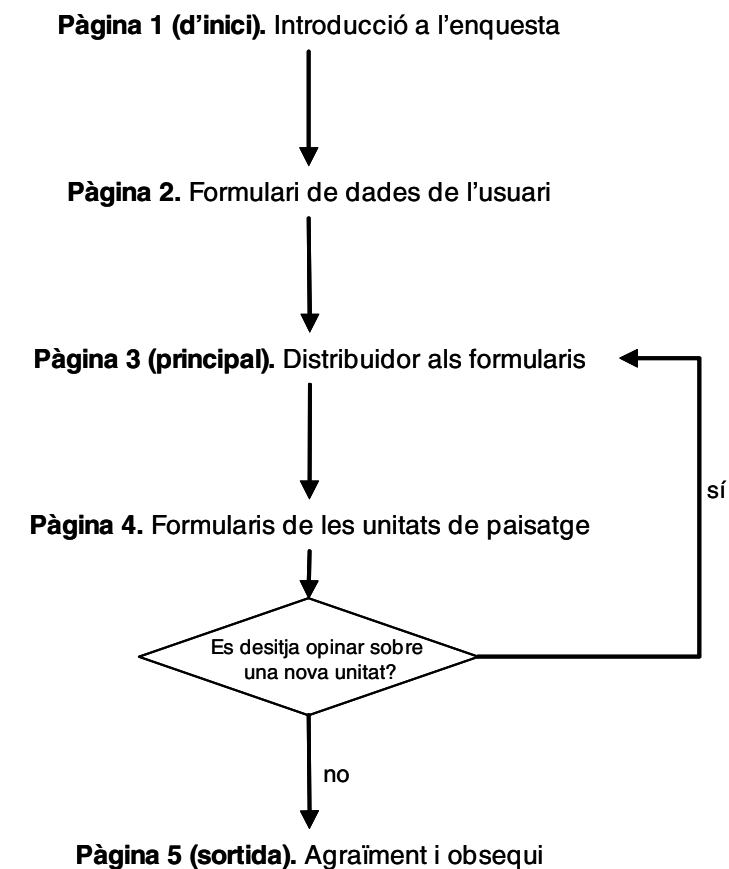 Pàgina 1 (d’inici). Introducció a l’enquesta
Pàgina 2. Formulari de dades de l’usuari
Pàgina 3 (principal). Distribuidor als formularis
sí
Pàgina 4. Formularis de les unitats de paisatge
Es desitja opinar sobre
una nova unitat?
no
Pàgina 5 (sortida). Agraïment i obsequi